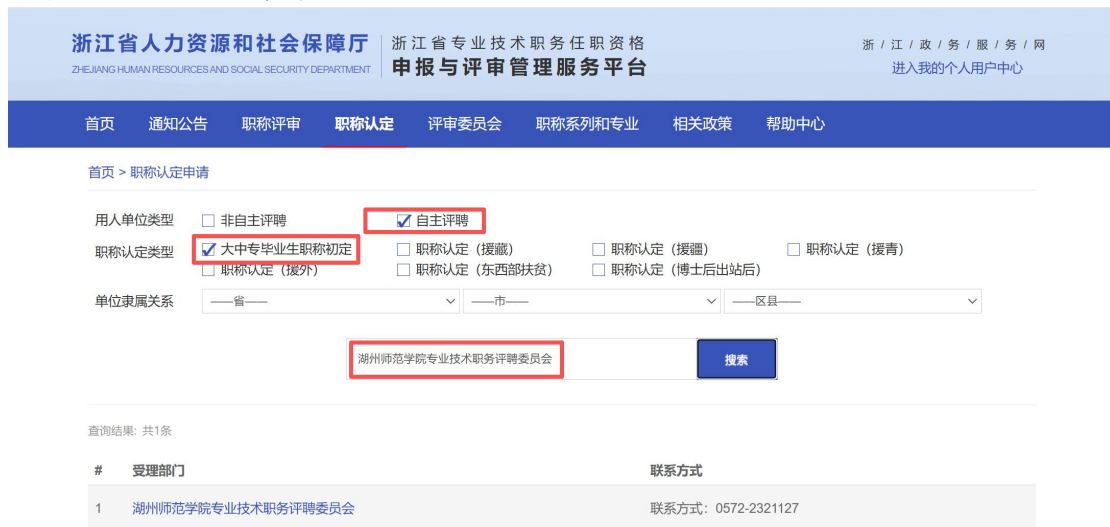 浙江省人力资源和社会保障厅
ZHEJIANG HUMAN RESOURCES AND SOCIAL SECURITY DEPARTMENT
浙江省专业技术职务任职资格
申报与评审管理服务平台
浙 / 江 / 政 / 务 / 服 / 务 / 网
进入我的个人用户中心
首页 通知公告 职称评审 职称认定 评审委员会 职称系列和专业 相关政策 帮助中心
首页 > 职称认定申请
用人单位类型 非自主评聘 自主评聘
职称认定类型 大中专毕业生职称初定 职称认定（援藏） 职称认定（援疆） 职称认定（援青）
职称认定（援外） 职称认定（东西部扶贫） 职称认定（博士后出站后）
单位隶属关系 ——省—— ——市—— ——区县——
湖州师范学院专业技术职务评聘委员会 搜索
查询结果: 共1条
# 受理部门 联系方式
1 湖州师范学院专业技术职务评聘委员会 联系方式：0572-2321127